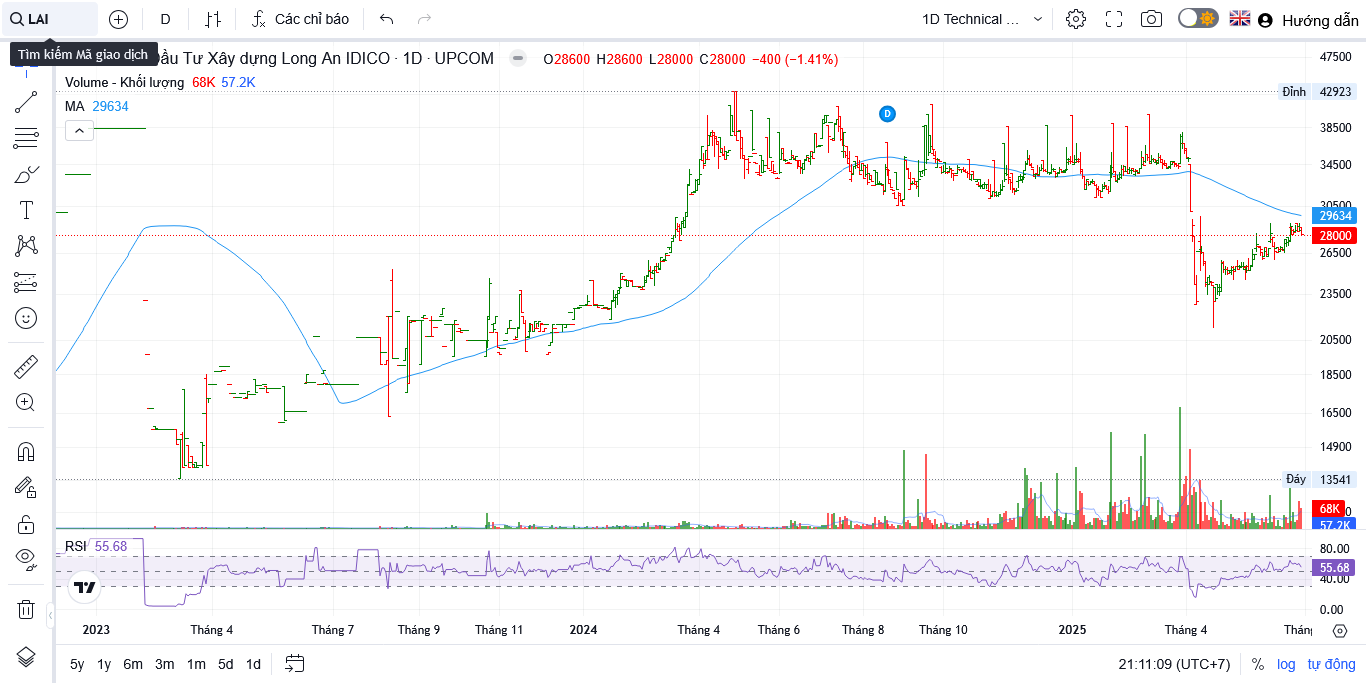 LAI
D
Các chỉ báo
1D Technical ...
Hướng dẫn
Tìm kiếm Mã giao dịch
Đầu Tư Xây dựng Long An IDICO · 1D · UPCOM
O28600 H28600 L28000 C28000 −400 (−1.41%)
Volume - Khối lượng 68K 57.2K
MA 29634
D
47500
Đỉnh 42923
38500
34500
30500
29634
28000
26500
23500
20500
18500
16500
14900
Đáy 13541
68K
57.2K
RSI 55.68
80.00
55.68
40.00
0.00
2023 Tháng 4 Tháng 7 Tháng 9 Tháng 11 2024 Tháng 4 Tháng 6 Tháng 8 Tháng 10 2025 Tháng 4 Thán
5y 1y 6m 3m 1m 5d 1d
21:11:09 (UTC+7) % log tự động